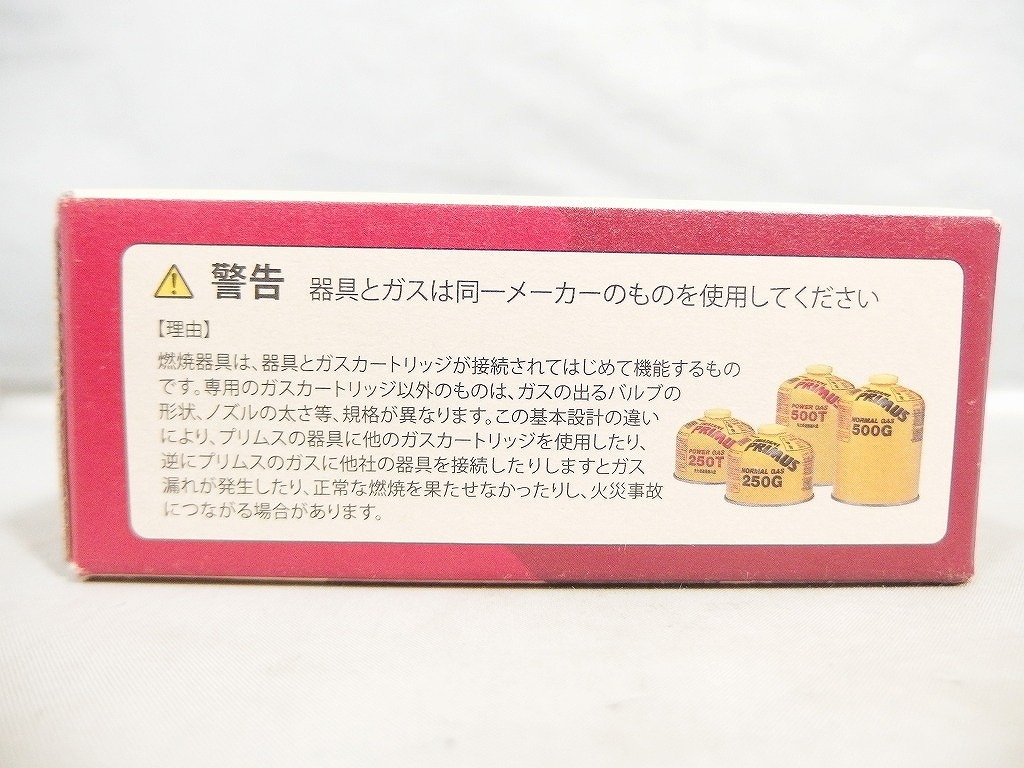 警告 器具とガスは同一メーカーのものを使用してください
【理由】
燃焼器具は、器具とガスカートリッジが接続されてはじめて機能するもの
です。専用のガスカートリッジ以外のものは、ガスの出るバルブの
形状、ノズルの太さ等、規格が異なります。この基本設計の違い
により、プリムスの器具に他のガスカートリッジを使用したり、
逆にプリムスのガスに他社の器具を接続したりしますとガス
漏れが発生したり、正常な燃焼を果たせなかったりし、火災事故
につながる場合があります。
PRIMUS
POWER GAS
500T
PRIMUS
NORMAL GAS
500G
PRIMUS
POWER GAS
250T
PRIMUS
NORMAL GAS
250G